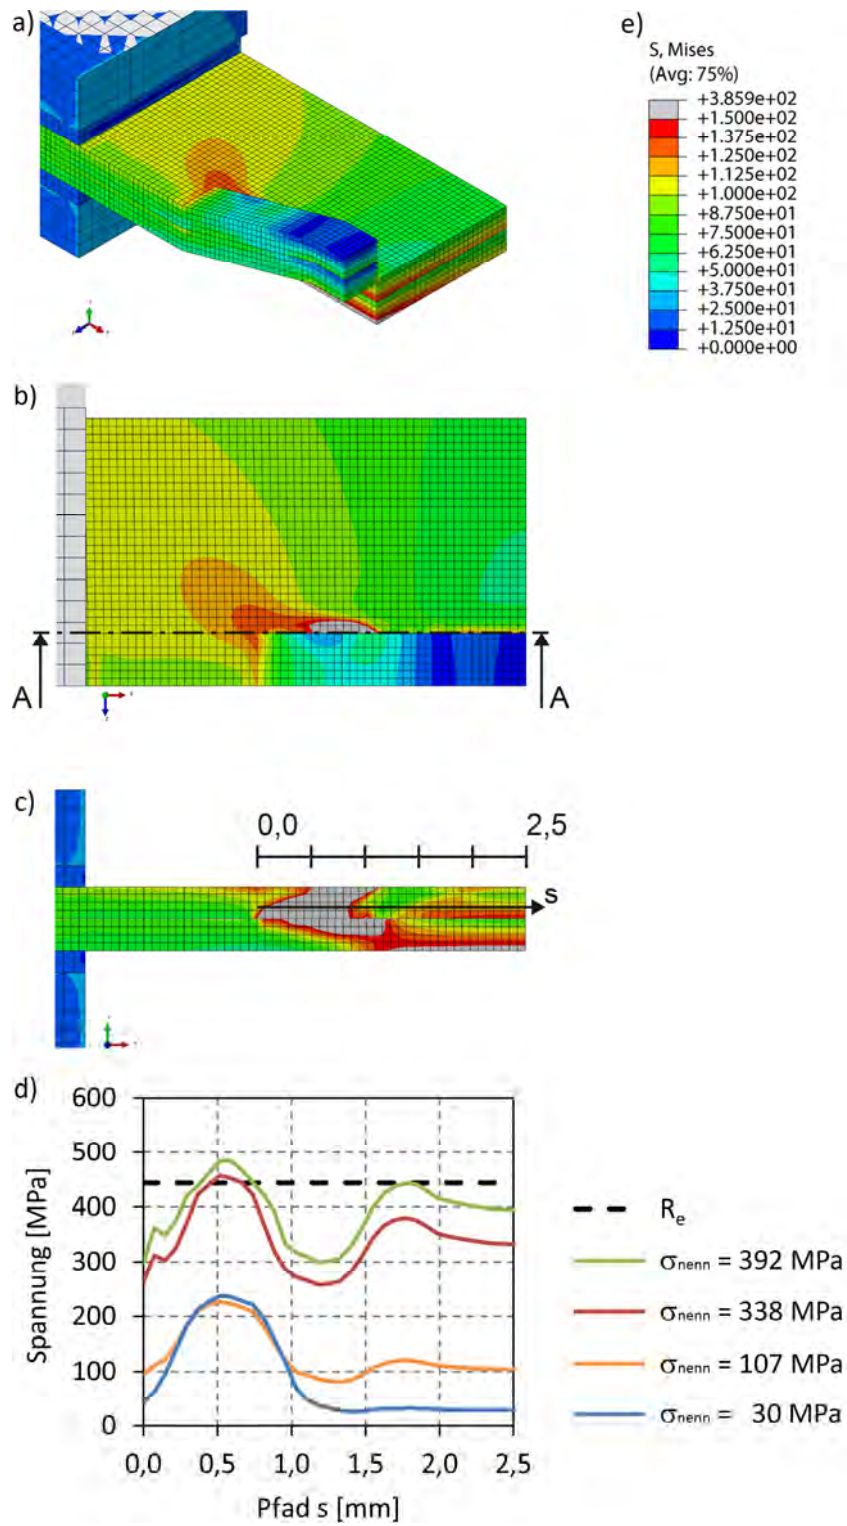 a)
e)
S, Mises
(Avg: 75%)
+3.859e+02
+1.500e+02
+1.375e+02
+1.250e+02
+1.125e+02
+1.000e+02
+8.750e+01
+7.500e+01
+6.250e+01
+5.000e+01
+3.750e+01
+2.500e+01
+1.250e+01
+0.000e+00
b)
A A
c)
0,0 2,5
s
d)
600
500
400
300
200
100
0
Spannung [MPa]
0,0 0,5 1,0 1,5 2,0 2,5
Pfad s [mm]
Re
σnenn = 392 MPa
σnenn = 338 MPa
σnenn = 107 MPa
σnenn = 30 MPa